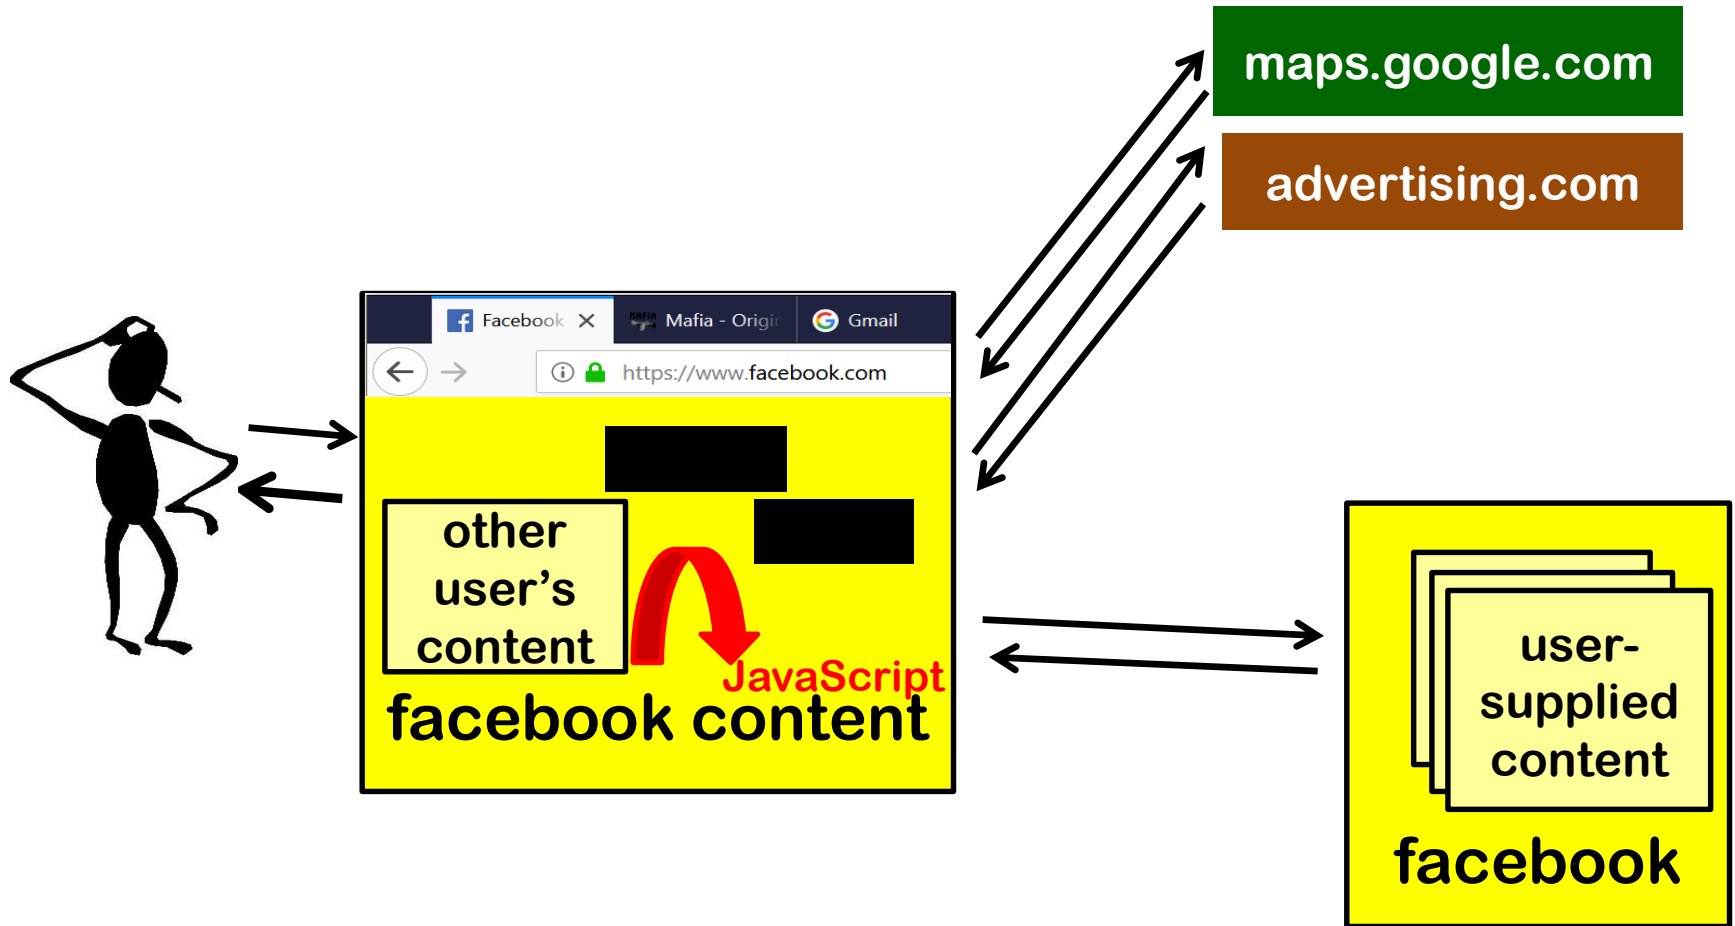 maps.google.com
advertising.com
Facebook
Mafia - Origi
Gmail
https://www.facebook.com
other
user's
content
JavaScript
facebook content
user-
supplied
content
facebook